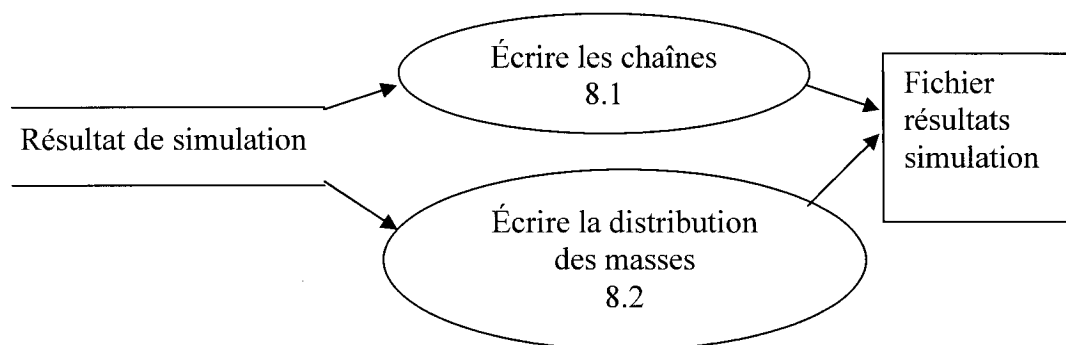 Résultat de simulation
Écrire les chaînes
8.1
Écrire la distribution
des masses
8.2
Fichier
résultats
simulation